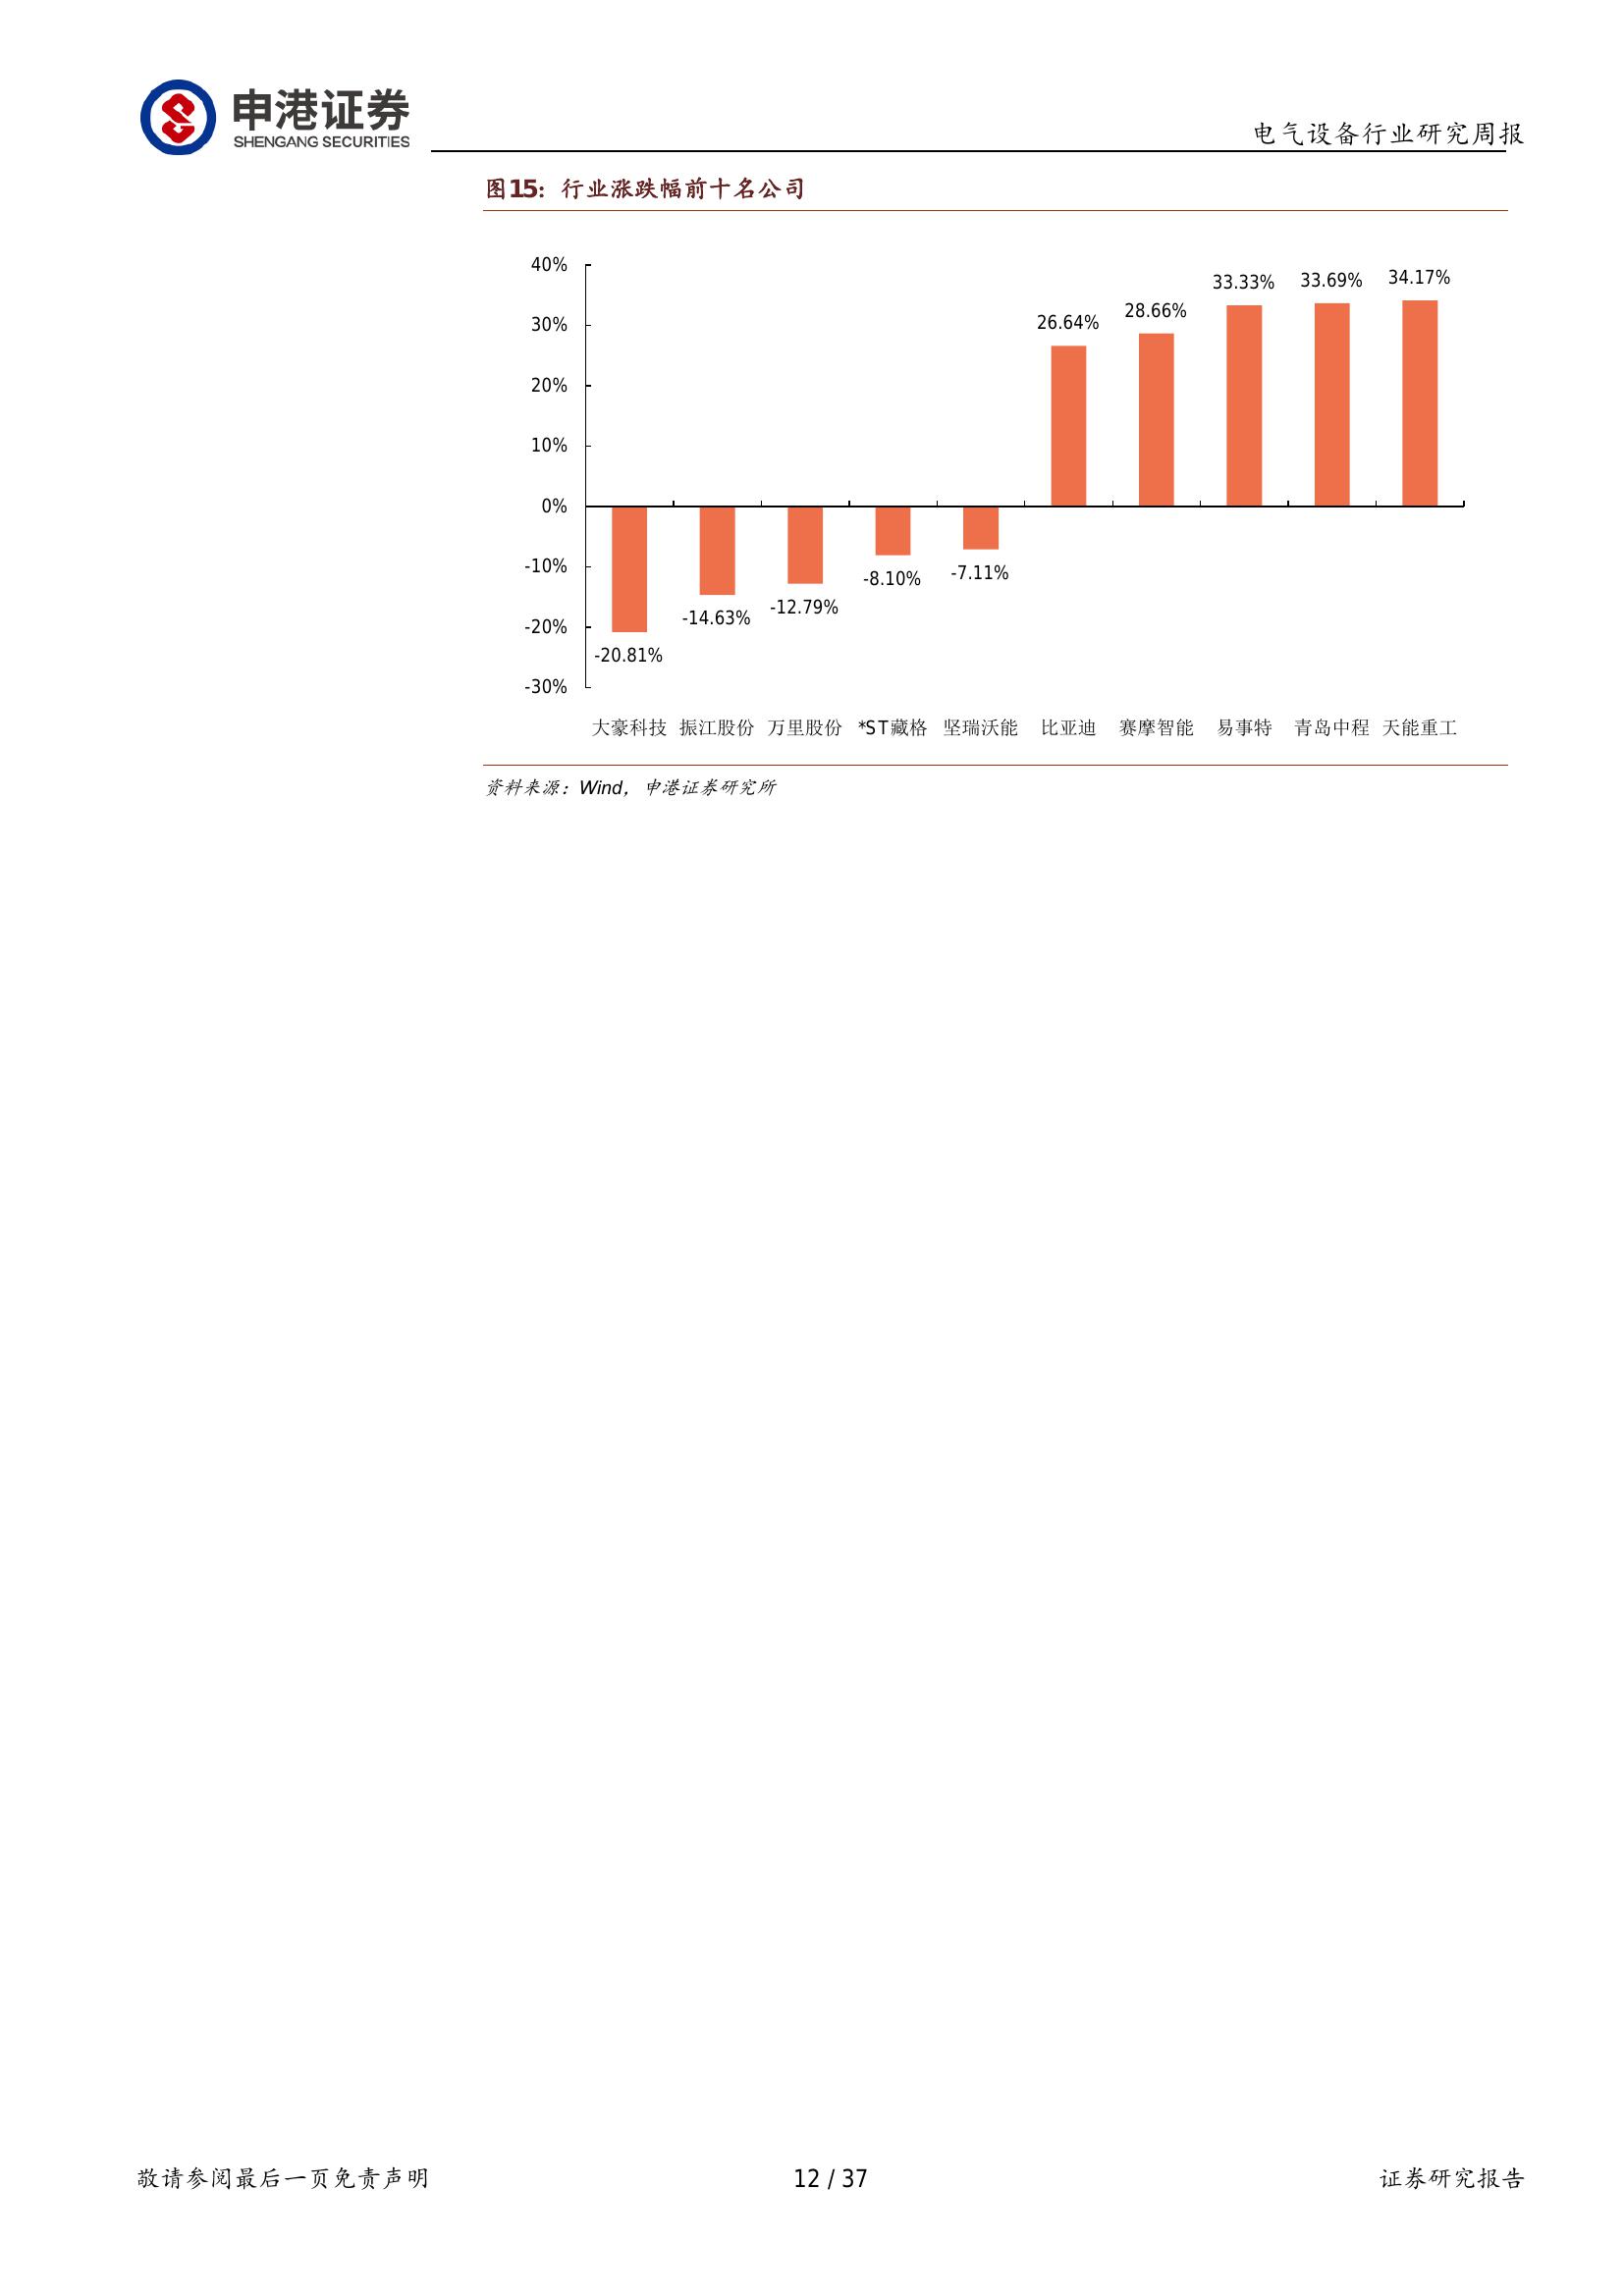 申港证券
SHENGANG SECURITIES
电气设备行业研究周报
图15：行业涨跌幅前十名公司
40%
30%
20%
10%
0%
-10%
-20%
-30%
-20.81%
-14.63%
-12.79%
-8.10%
-7.11%
26.64%
28.66%
33.33%
33.69%
34.17%
大豪科技 振江股份 万里股份 *ST藏格 坚瑞沃能 比亚迪 赛摩智能 易事特 青岛中程 天能重工
资料来源：Wind，申港证券研究所
敬请参阅最后一页免责声明 12 / 37 证券研究报告